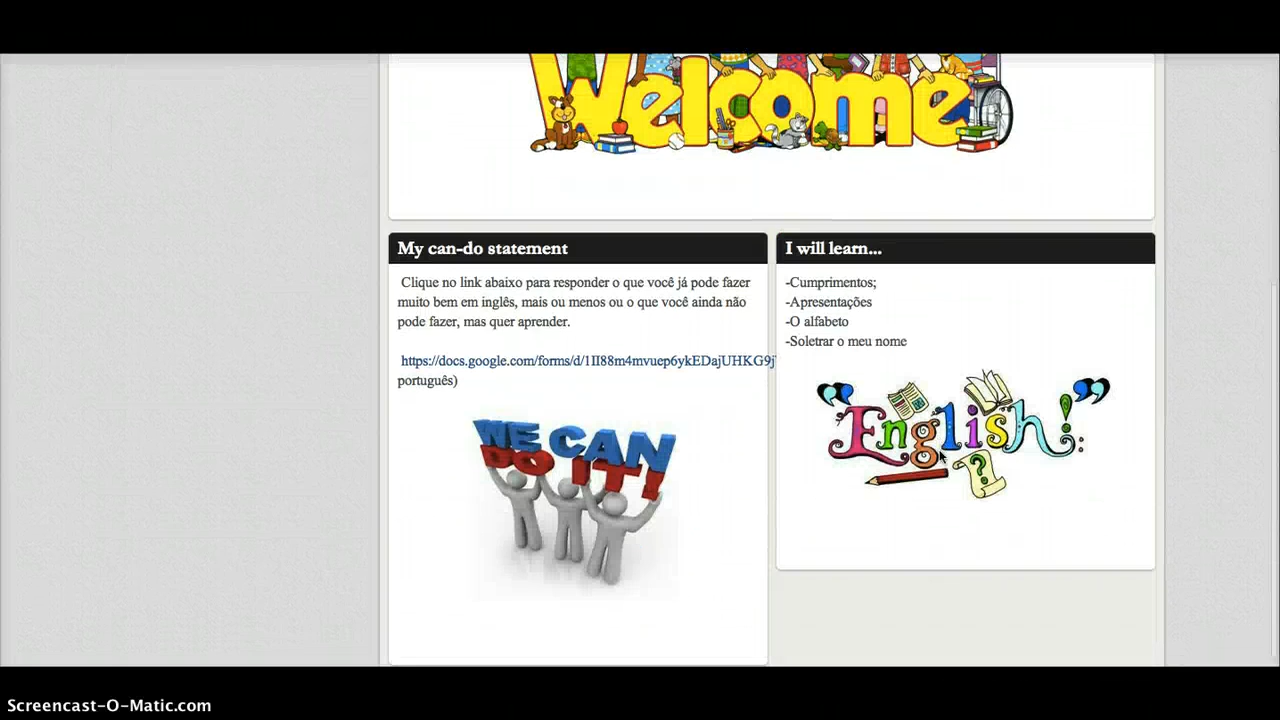 Welcome
My can-do statement
Clique no link abaixo para responder o que você já pode fazer
muito bem em inglês, mais ou menos ou o que você ainda não
pode fazer, mas quer aprender.
https://docs.google.com/forms/d/1II88m4mvuep6ykEDajUHKG9j
português)
WE CAN
DO IT!
I will learn...
-Cumprimentos;
-Apresentações
-O alfabeto
-Soletrar o meu nome
English!
?
Screencast-O-Matic.com